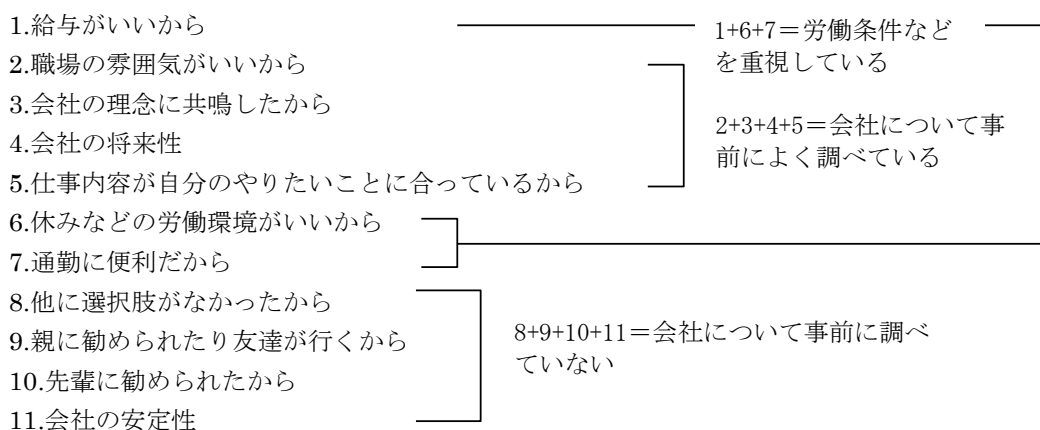 1.給与がいいから
1+6+7＝労働条件など
を重視している
2.職場の雰囲気がいいから
3.会社の理念に共鳴したから
4.会社の将来性
5.仕事内容が自分のやりたいことに合っているから
2+3+4+5＝会社について事
前によく調べている
6.休みなどの労働環境がいいから
7.通勤に便利だから
8.他に選択肢がなかったから
9.親に勧められたり友達が行くから
10.先輩に勧められたから
11.会社の安定性
8+9+10+11＝会社について事前に調べ
ていない